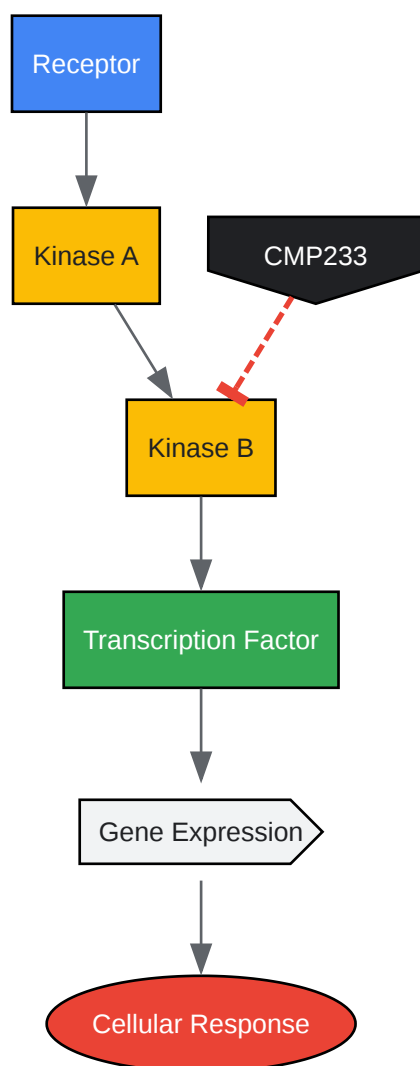 Receptor
Kinase A
CMP233
Kinase B
Transcription Factor
Gene Expression
Cellular Response